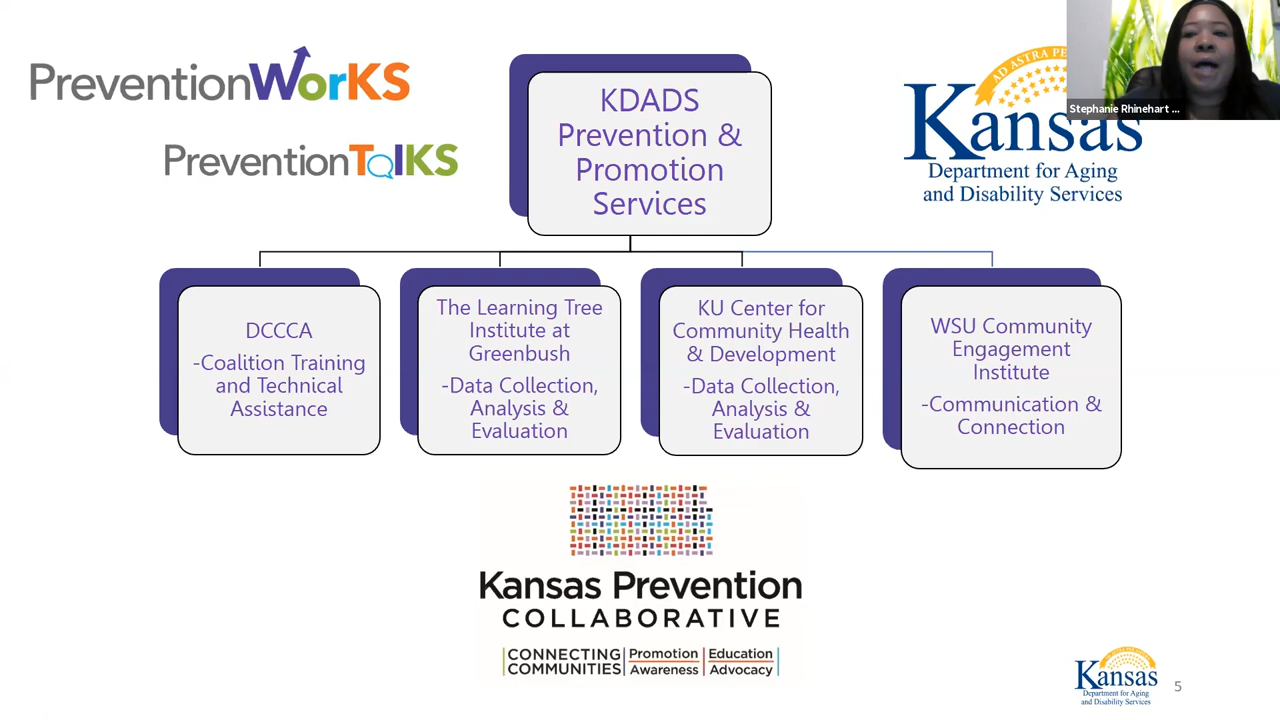 PreventionWorKS
PreventionTalKS
KDADS
Prevention &
Promotion
Services
AD ASTRA PE
Kansas
Department for Aging
and Disability Services
Stephanie Rhinehart ...
DCCCA
-Coalition Training
and Technical
Assistance
The Learning Tree
Institute at
Greenbush
-Data Collection,
Analysis &
Evaluation
KU Center for
Community Health
& Development
-Data Collection,
Analysis &
Evaluation
WSU Community
Engagement
Institute
-Communication &
Connection
Kansas Prevention
COLLABORATIVE
CONNECTING
COMMUNITIES
Promotion
Awareness
Education
Advocacy
Kansas
Department for Aging
and Disability Services
5